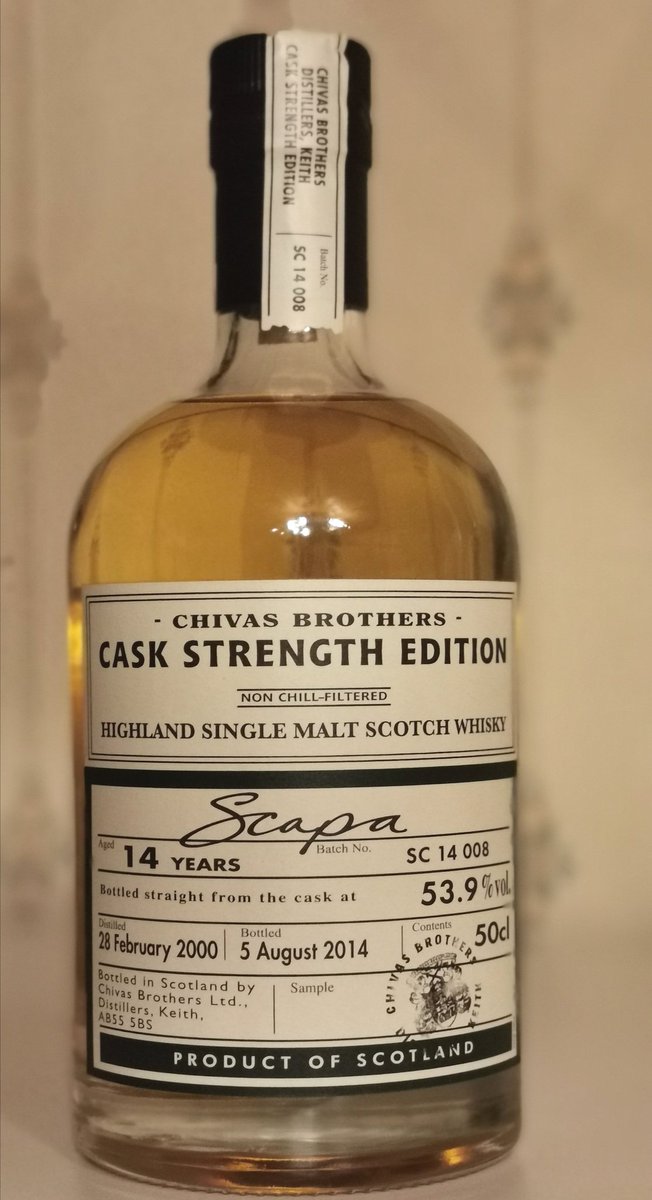 CHIVAS BROTHERS
DISTILLERS, KEITH
CASK STRENGTH EDITION
Batch No.
SC 14 008
- CHIVAS BROTHERS -
CASK STRENGTH EDITION
NON CHILL-FILTERED
HIGHLAND SINGLE MALT SCOTCH WHISKY
Scapa
Aged 14 YEARS Batch No. SC 14 008
Bottled straight from the cask at 53.9%vol.
Distilled Bottled Contents
28 February 2000 5 August 2014 50cl
Bottled in Scotland by
Chivas Brothers Ltd.,
Distillers, Keith,
AB55 5BS
Sample
CHIVAS BROTHERS
KEITH
PRODUCT OF SCOTLAND